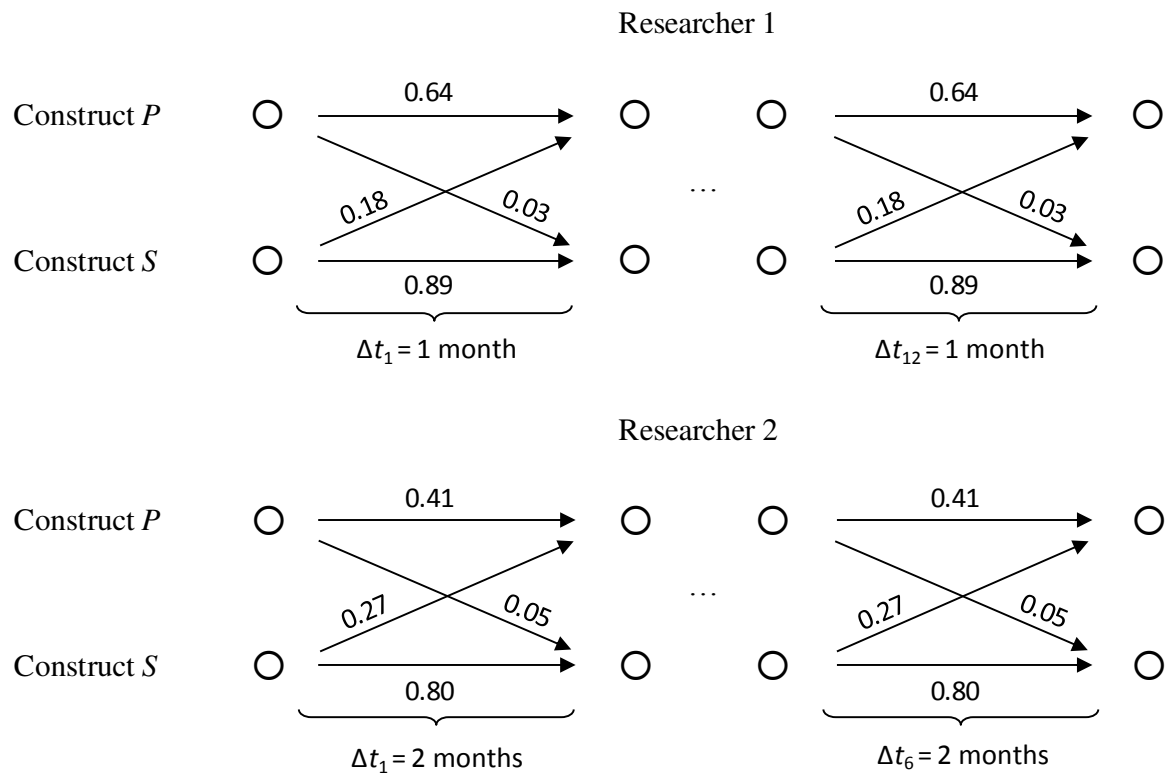 Researcher 1
Construct P
0.64
0.64
0.18
0.03
...
0.18
0.03
Construct S
0.89
0.89
Δt1 = 1 month
Δt12 = 1 month
Researcher 2
Construct P
0.41
0.41
0.27
0.05
...
0.27
0.05
Construct S
0.80
0.80
Δt1 = 2 months
Δt6 = 2 months